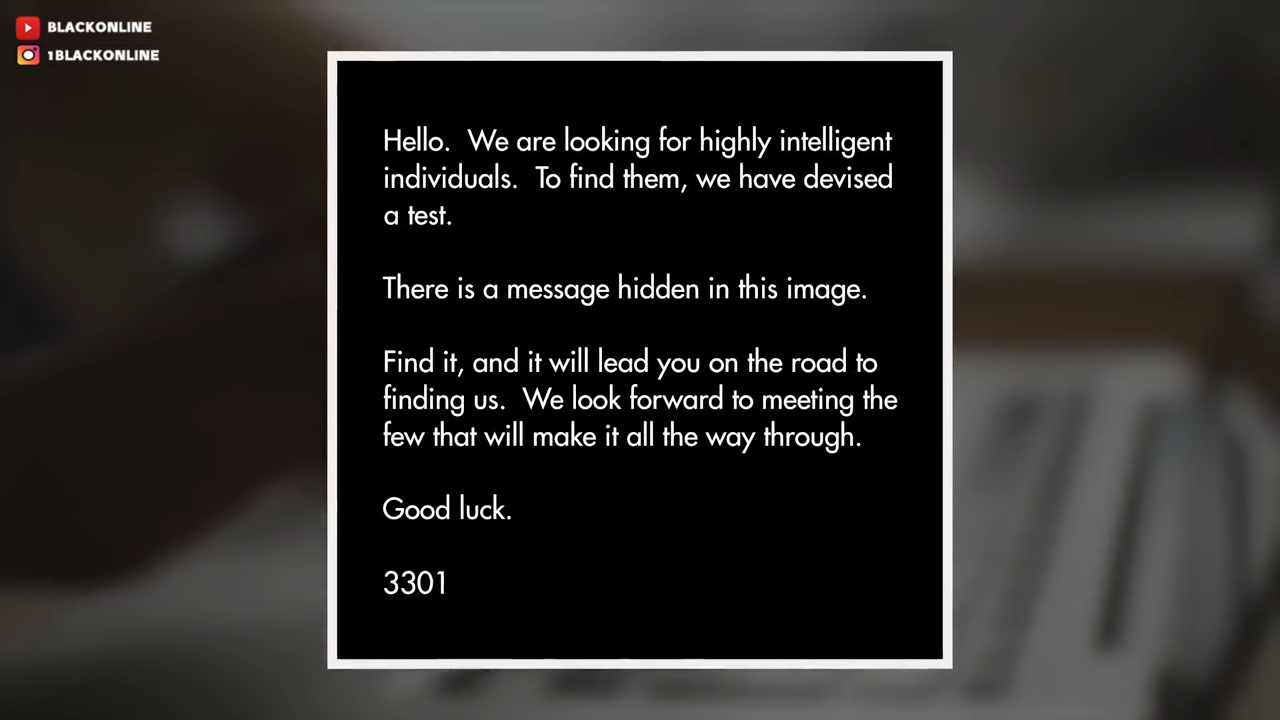 BLACKONLINE
1BLACKONLINE
Hello.  We are looking for highly intelligent
individuals.  To find them, we have devised
a test.
There is a message hidden in this image.
Find it, and it will lead you on the road to
finding us.  We look forward to meeting the
few that will make it all the way through.
Good luck.
3301